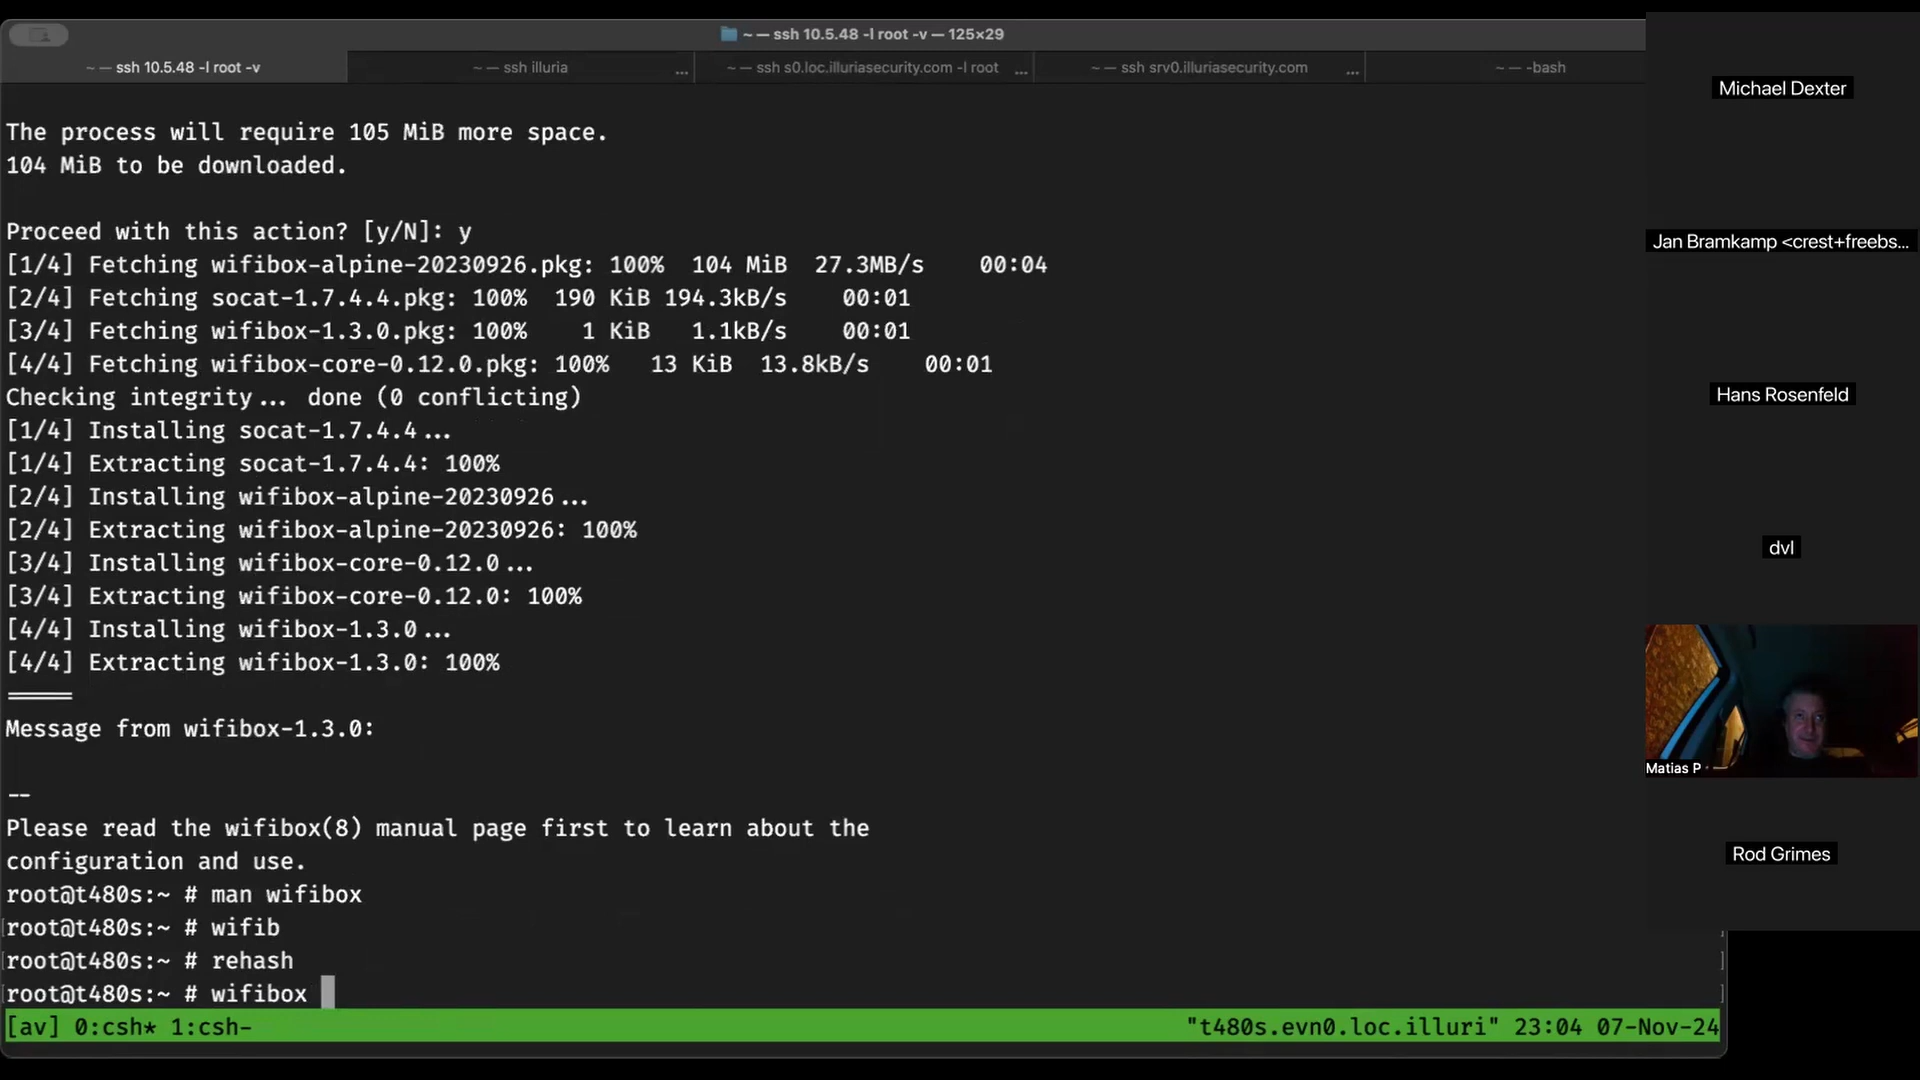 ~ — ssh 10.5.48 -l root -v — 125×29
~ — ssh 10.5.48 -l root -v
~ — ssh illuria ...
~ — ssh s0.loc.illuriasecurity.com -l root ...
~ — ssh srv0.illuriasecurity.com ...
~ — -bash
The process will require 105 MiB more space.
104 MiB to be downloaded.
Proceed with this action? [y/N]: y
[1/4] Fetching wifibox-alpine-20230926.pkg: 100%  104 MiB  27.3MB/s    00:04
[2/4] Fetching socat-1.7.4.4.pkg: 100%  190 KiB 194.3kB/s    00:01
[3/4] Fetching wifibox-1.3.0.pkg: 100%    1 KiB   1.1kB/s    00:01
[4/4] Fetching wifibox-core-0.12.0.pkg: 100%   13 KiB  13.8kB/s    00:01
Checking integrity... done (0 conflicting)
[1/4] Installing socat-1.7.4.4...
[1/4] Extracting socat-1.7.4.4: 100%
[2/4] Installing wifibox-alpine-20230926...
[2/4] Extracting wifibox-alpine-20230926: 100%
[3/4] Installing wifibox-core-0.12.0...
[3/4] Extracting wifibox-core-0.12.0: 100%
[4/4] Installing wifibox-1.3.0...
[4/4] Extracting wifibox-1.3.0: 100%
=====
Message from wifibox-1.3.0:
--
Please read the wifibox(8) manual page first to learn about the
configuration and use.
root@t480s:~ # man wifibox
root@t480s:~ # wifib
root@t480s:~ # rehash
root@t480s:~ # wifibox
[av] 0:csh* 1:csh- "t480s.evn0.loc.illuri" 23:04 07-Nov-24
Michael Dexter
Jan Bramkamp <crest+freebs...
Hans Rosenfeld
dvl
Matias P
Rod Grimes